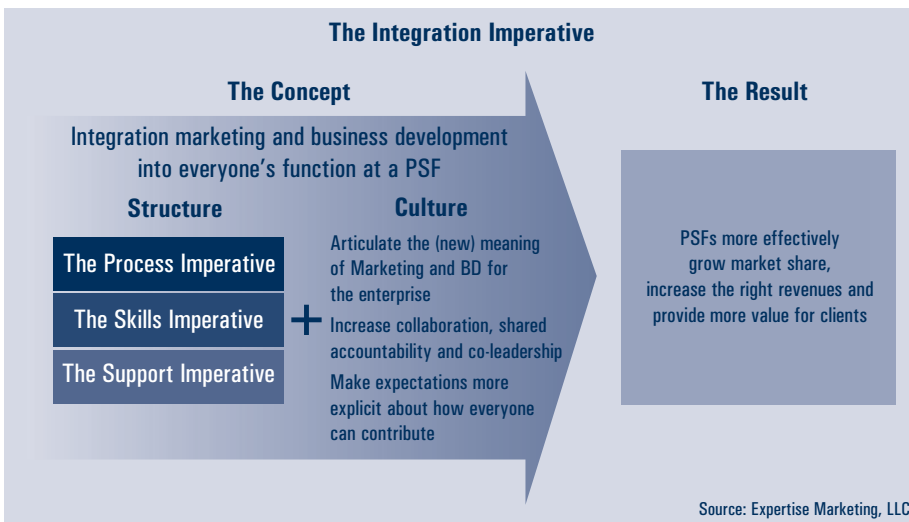 The Integration Imperative
The Concept
Integration marketing and business development
into everyone's function at a PSF
Structure
The Process Imperative
The Skills Imperative
The Support Imperative
+
Culture
Articulate the (new) meaning
of Marketing and BD for
the enterprise
Increase collaboration, shared
accountability and co-leadership
Make expectations more
explicit about how everyone
can contribute
The Result
PSFs more effectively
grow market share,
increase the right revenues and
provide more value for clients
Source: Expertise Marketing, LLC